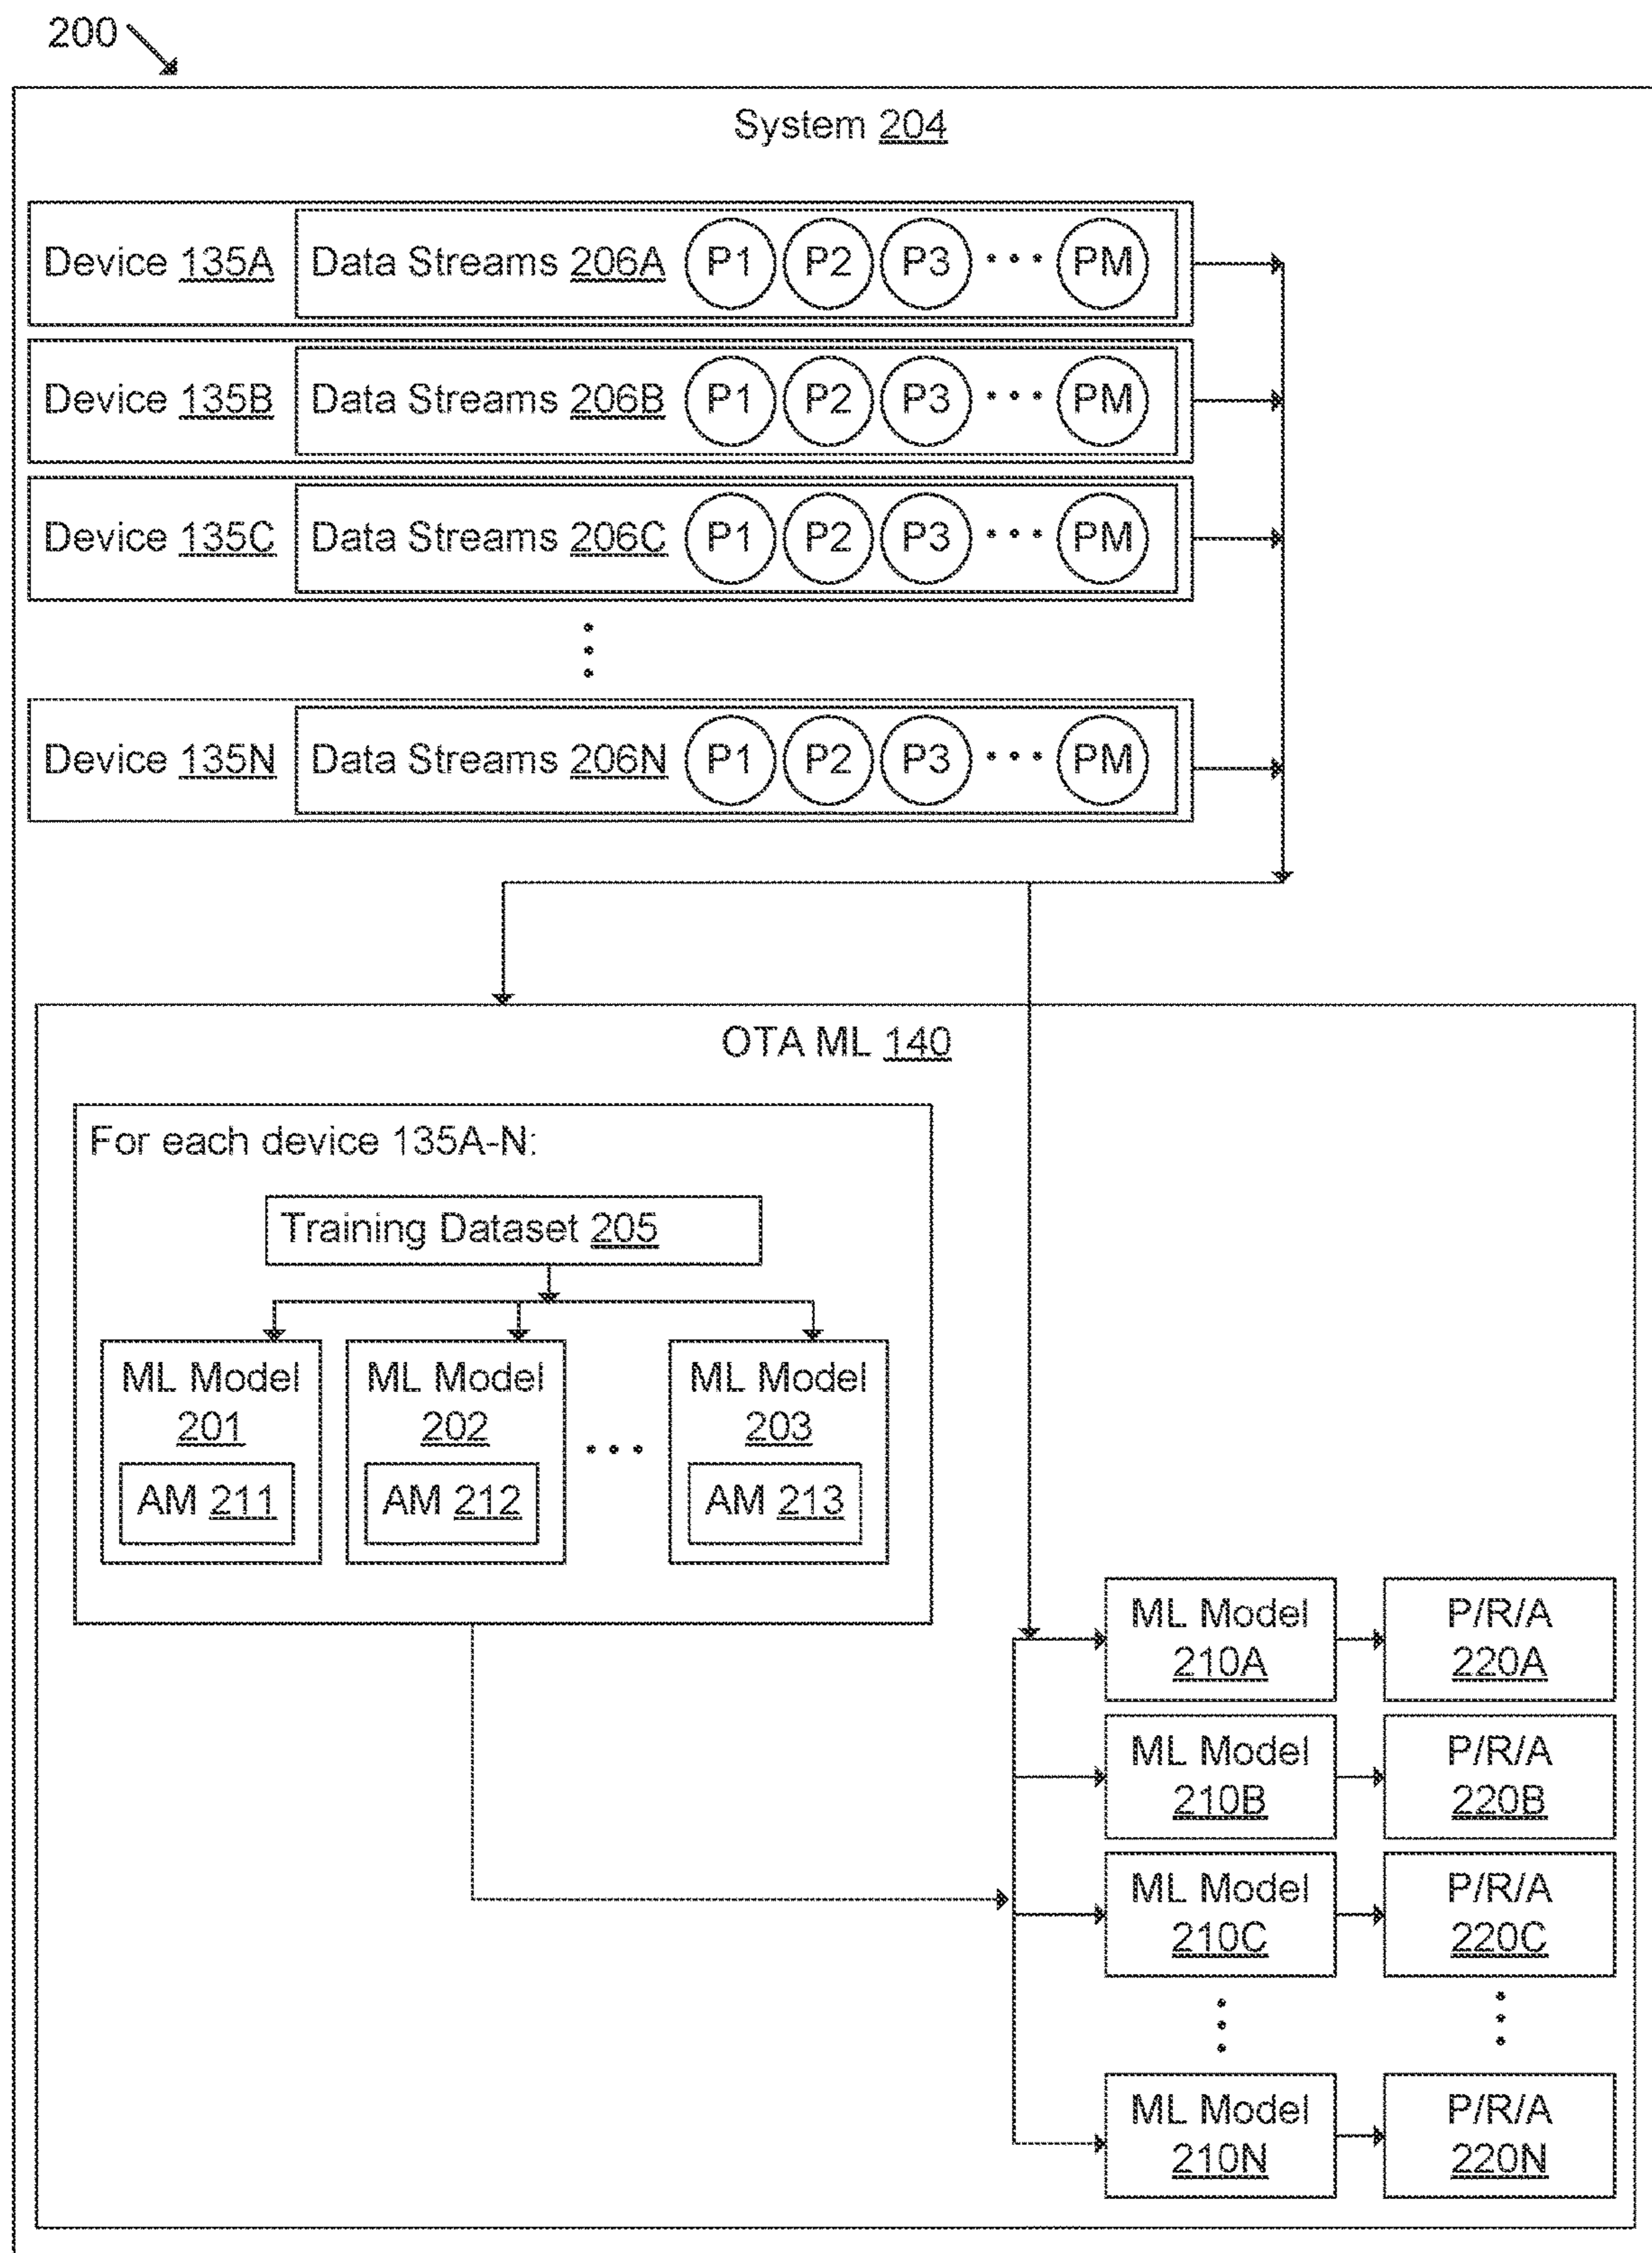 200
System 204
Device 135A Data Streams 206A P1 P2 P3 ••• PM
Device 135B Data Streams 206B P1 P2 P3 ••• PM
Device 135C Data Streams 206C P1 P2 P3 ••• PM
Device 135N Data Streams 206N P1 P2 P3 ••• PM
OTA ML 140
For each device 135A-N:
Training Dataset 205
ML Model
201
AM 211
ML Model
202
AM 212
•••
ML Model
203
AM 213
ML Model
210A
P/R/A
220A
ML Model
210B
P/R/A
220B
ML Model
210C
P/R/A
220C
ML Model
210N
P/R/A
220N